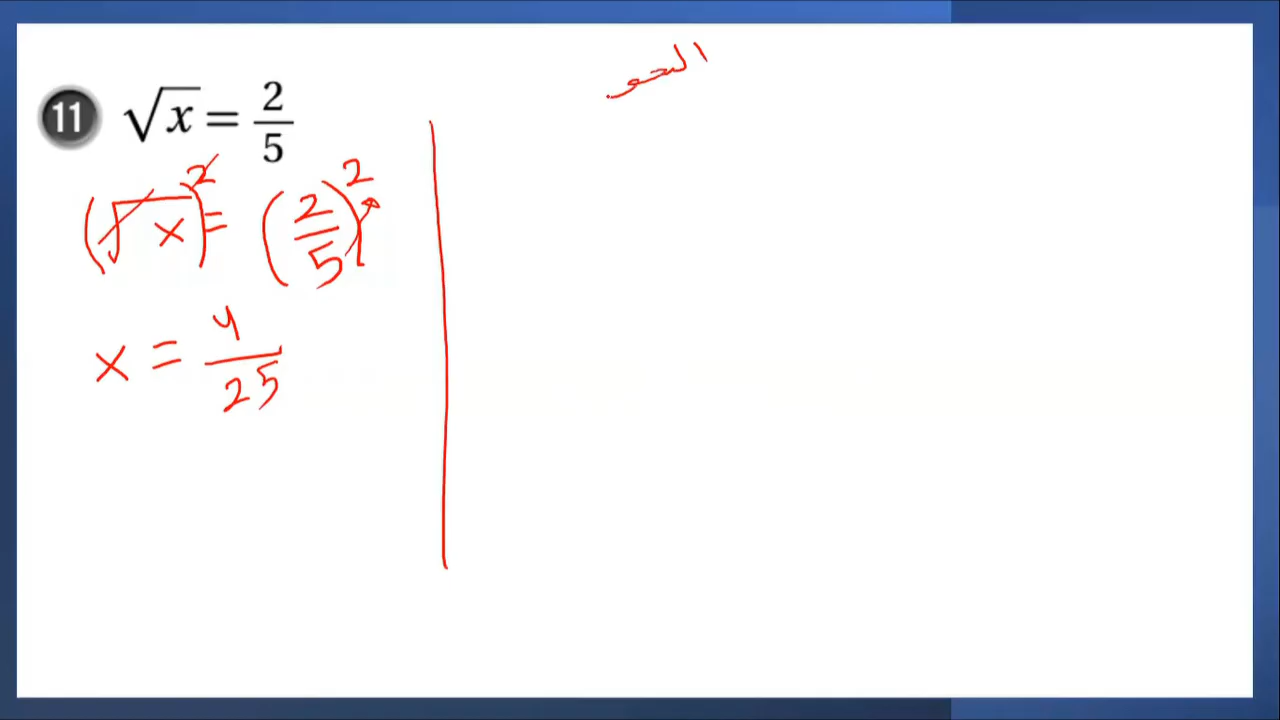 11 √x = 2/5
(√x)² = (2/5)²
x = 4/25